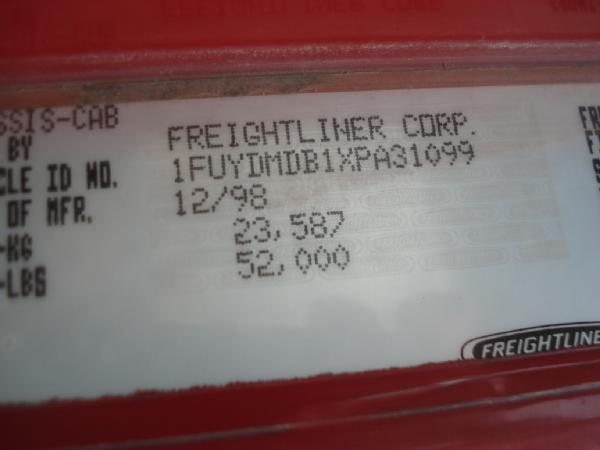 SSIS-CAB
BY FREIGHTLINER CORP.
CLE ID NO. 1FUYDMDB1XPA31099
OF MFR. 12/98
-KG 23,587
-LBS 52,000
FREIGHTLINE